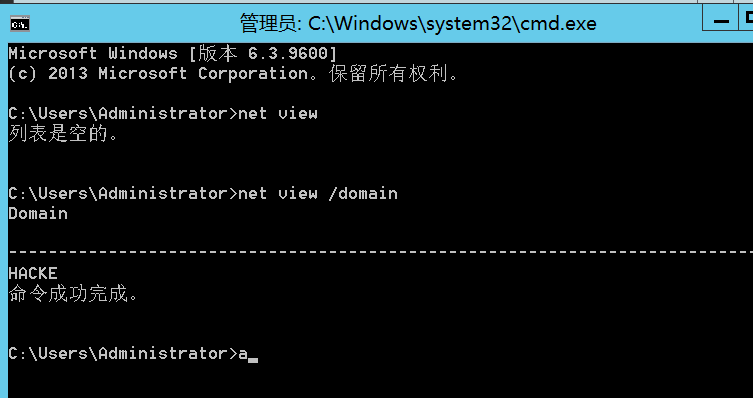 管理员: C:\Windows\system32\cmd.exe
Microsoft Windows [版本 6.3.9600]
(c) 2013 Microsoft Corporation。保留所有权利。
C:\Users\Administrator>net view
列表是空的。
C:\Users\Administrator>net view /domain
Domain
-------------------------------------------------------------------------------
HACKE
命令成功完成。
C:\Users\Administrator>a_